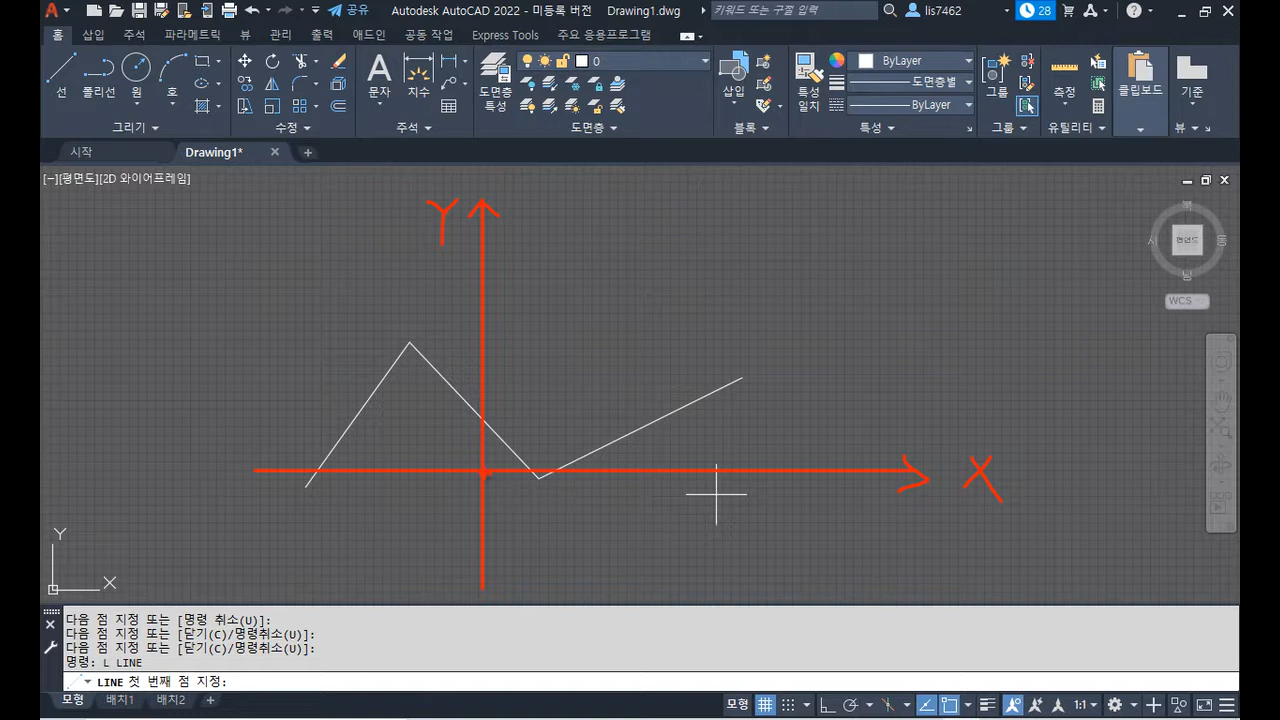 공유 Autodesk AutoCAD 2022 - 미등록 버전 Drawing1.dwg 키워드 또는 구절 입력 lis7462 28
홈 삽입 주석 파라메트릭 뷰 관리 출력 애드인 공동 작업 Express Tools 주요 응용프로그램
0 ByLayer
도면층별
ByLayer
선 폴리선 원 호 문자 치수 도면층 특성 삽입 특성 일치 그룹 측정 클립보드 기준
그리기 수정 주석 도면층 블록 특성 그룹 유틸리티 뷰
시작 Drawing1*
[-][평면도][2D 와이어프레임]
북
서 평면도 동
남
WCS
Y
X
Y
X
다음 점 지정 또는 [명령 취소(U)]:
다음 점 지정 또는 [닫기(C)/명령취소(U)]:
다음 점 지정 또는 [닫기(C)/명령취소(U)]:
명령: L LINE
LINE 첫 번째 점 지정:
모형 배치1 배치2 + 모형 1:1